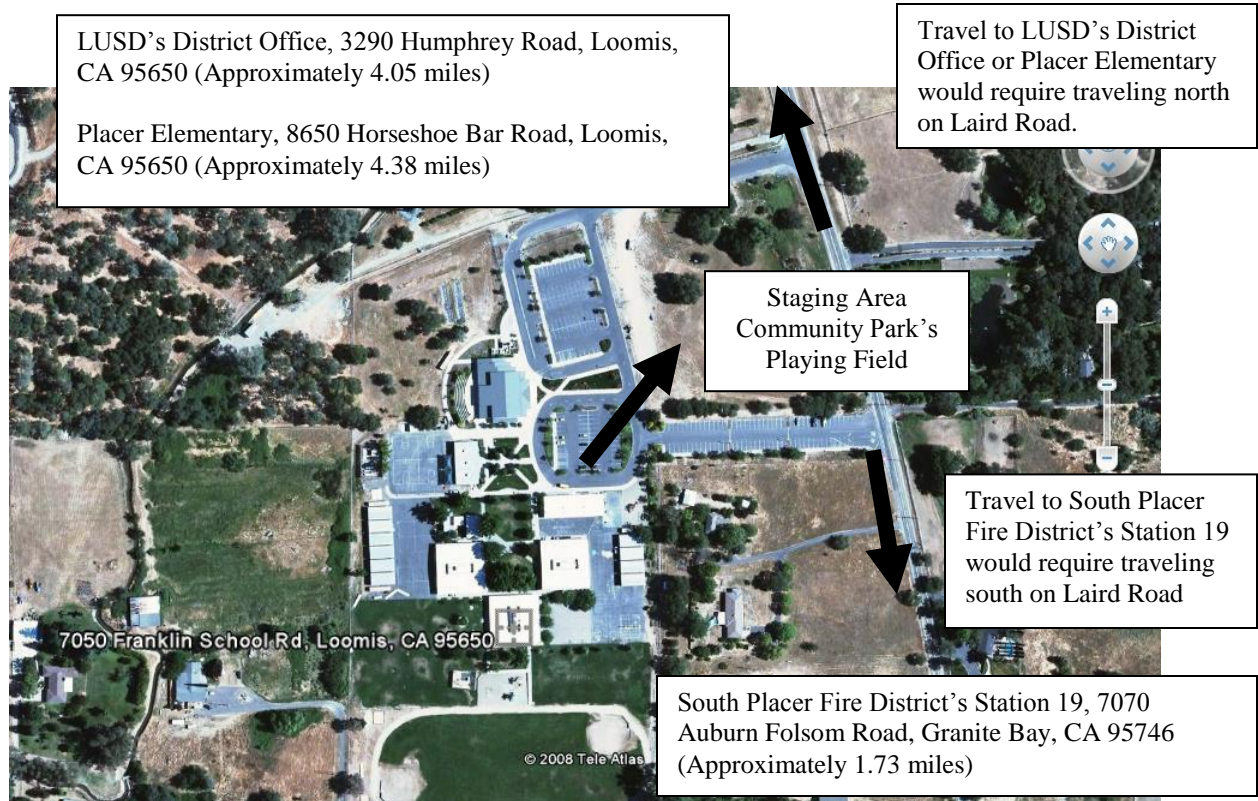 LUSD’s District Office, 3290 Humphrey Road, Loomis,
CA 95650 (Approximately 4.05 miles)
Placer Elementary, 8650 Horseshoe Bar Road, Loomis,
CA 95650 (Approximately 4.38 miles)
Travel to LUSD’s District
Office or Placer Elementary
would require traveling north
on Laird Road.
Staging Area
Community Park’s
Playing Field
Travel to South Placer
Fire District’s Station 19
would require traveling
south on Laird Road
7050 Franklin School Rd, Loomis, CA 95650
South Placer Fire District’s Station 19, 7070
Auburn Folsom Road, Granite Bay, CA 95746
(Approximately 1.73 miles)
© 2008 Tele Atlas